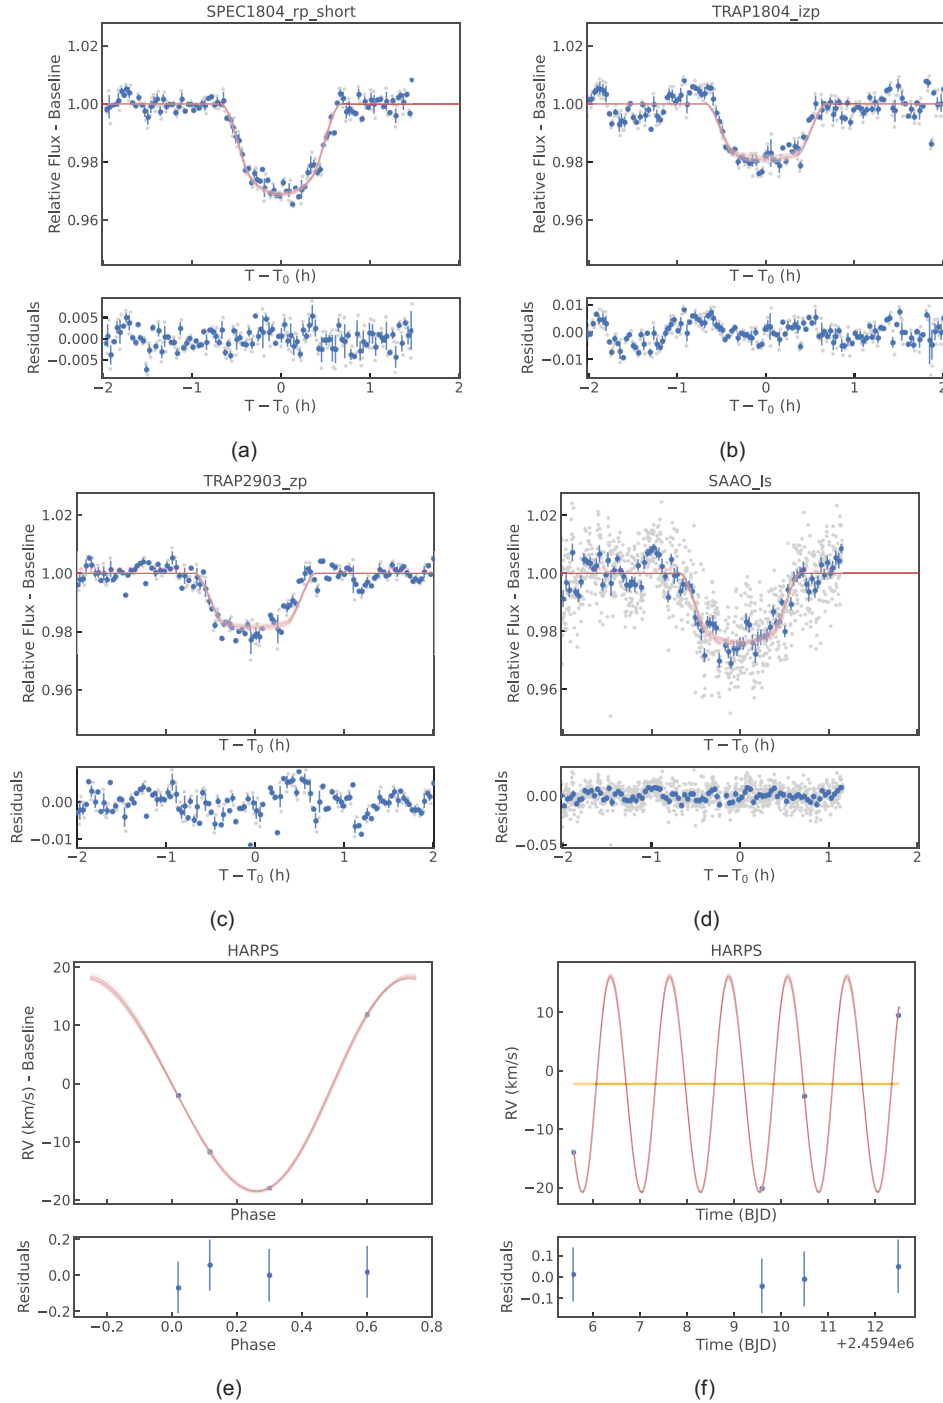 SPEC1804_rp_short
Relative Flux - Baseline
1.02
1.00
0.98
0.96
T − T0 (h)
Residuals
0.005
0.000
−0.005
−2 −1 0 1 2
T − T0 (h)
(a)
TRAP1804_izp
Relative Flux - Baseline
1.02
1.00
0.98
0.96
T − T0 (h)
Residuals
0.01
0.00
−0.01
−2 −1 0 1 2
T − T0 (h)
(b)
TRAP2903_zp
Relative Flux - Baseline
1.02
1.00
0.98
0.96
T − T0 (h)
Residuals
0.00
−0.01
−2 −1 0 1 2
T − T0 (h)
(c)
SAAO_Is
Relative Flux - Baseline
1.02
1.00
0.98
0.96
T − T0 (h)
Residuals
0.00
−0.05
−2 −1 0 1 2
T − T0 (h)
(d)
HARPS
RV (km/s) - Baseline
20
10
0
−10
−20
Phase
Residuals
0.2
0.0
−0.2
−0.2 0.0 0.2 0.4 0.6 0.8
Phase
(e)
HARPS
RV (km/s)
10
0
−10
−20
Time (BJD)
Residuals
0.1
0.0
−0.1
6 7 8 9 10 11 12
Time (BJD) +2.4594e6
(f)